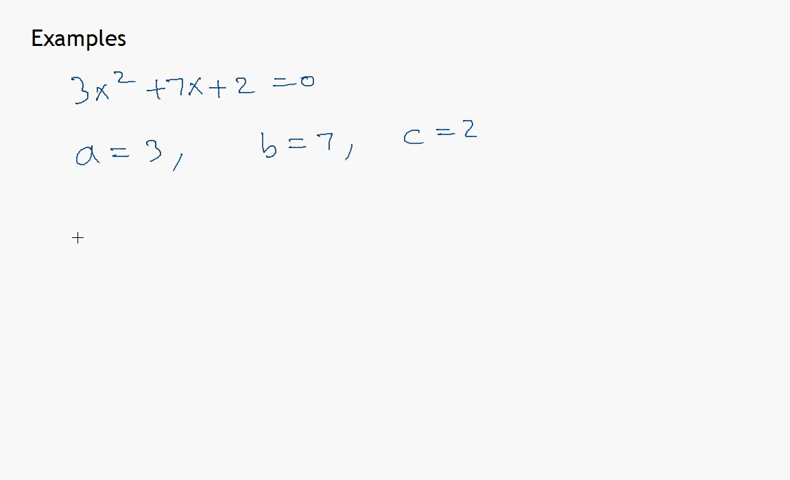 Examples
3x² +7x+2 =0
a = 3, b = 7, c = 2